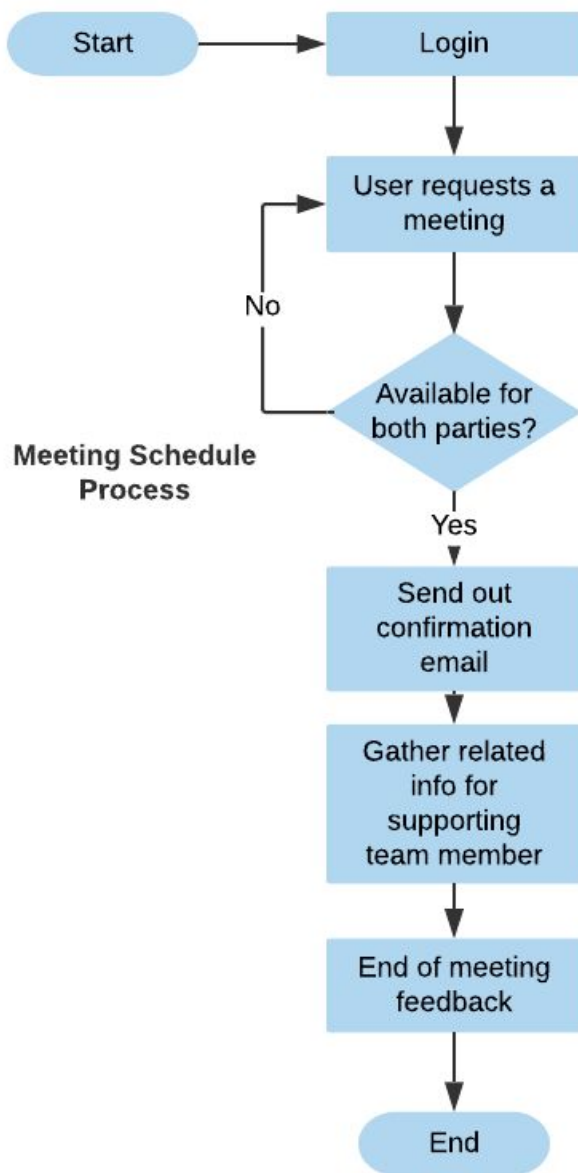 Start
Login
User requests a
meeting
No
Available for
both parties?
Meeting Schedule
Process
Yes
Send out
confirmation
email
Gather related
info for
supporting
team member
End of meeting
feedback
End